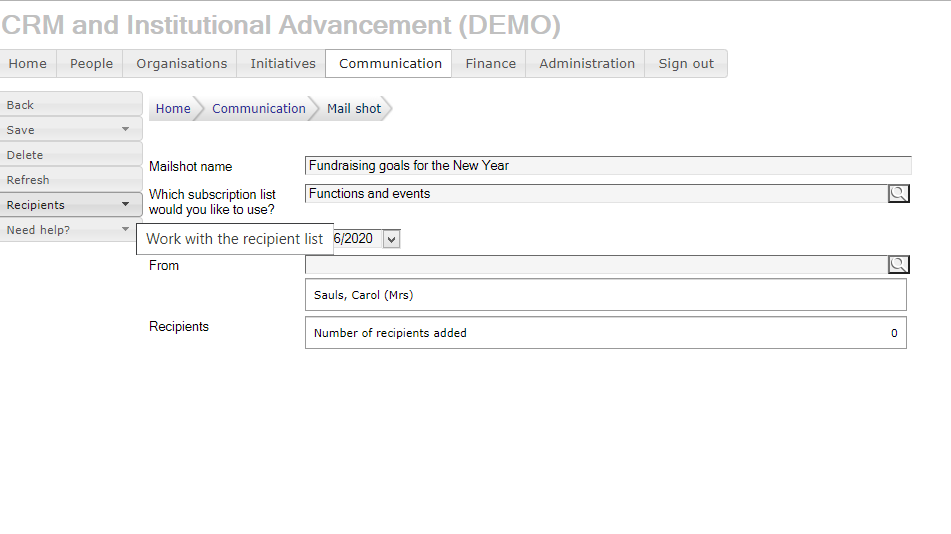 CRM and Institutional Advancement (DEMO)
Home People Organisations Initiatives Communication Finance Administration Sign out
Back
Save
Delete
Refresh
Recipients
Need help?
Home Communication Mail shot
Mailshot name Fundraising goals for the New Year
Which subscription list would you like to use? Functions and events
Work with the recipient list
6/2020
From
Sauls, Carol (Mrs)
Recipients Number of recipients added 0